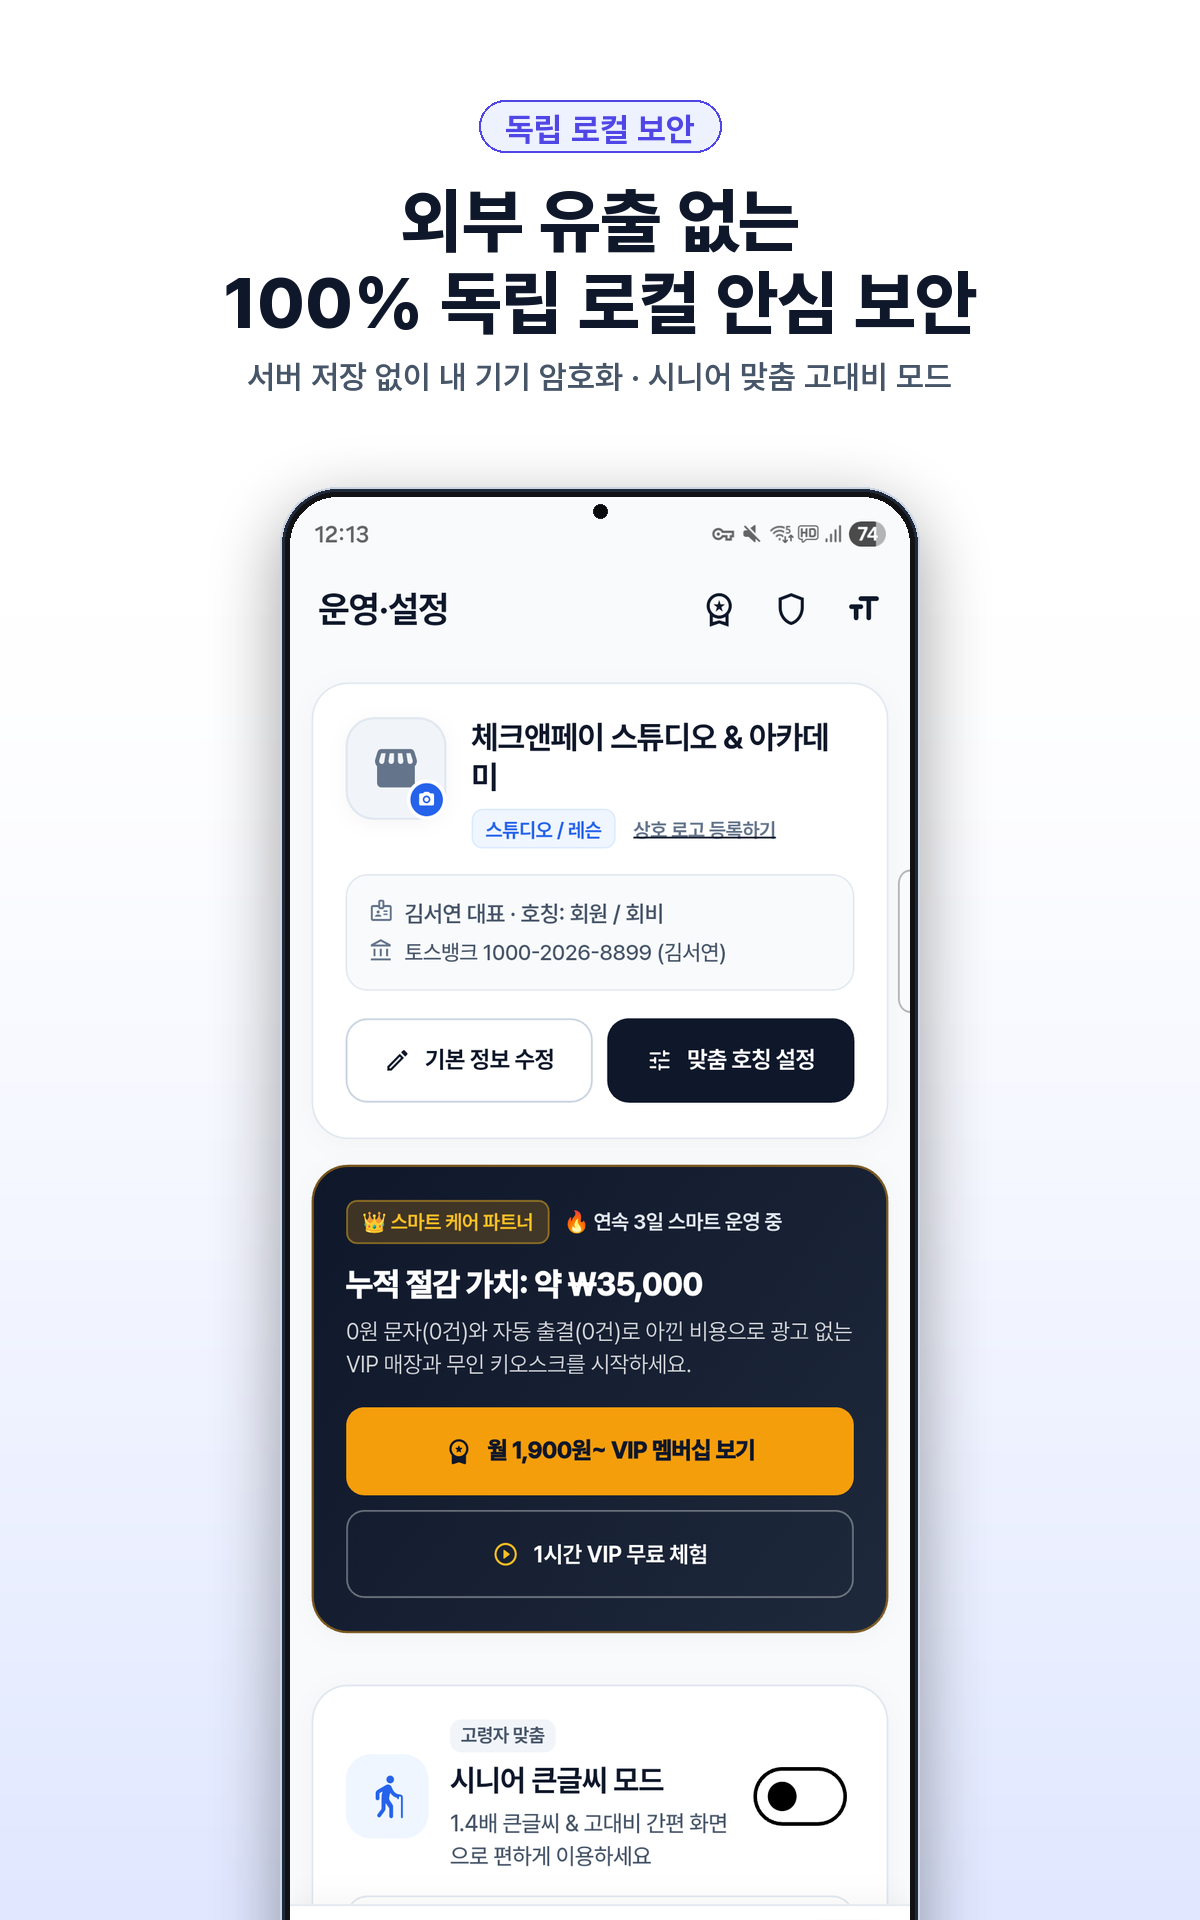 독립 로컬 보안
외부 유출 없는
100% 독립 로컬 안심 보안
서버 저장 없이 내 기기 암호화 · 시니어 맞춤 고대비 모드
12:13
HD
74
운영·설정
체크앤페이 스튜디오 & 아카데
미
스튜디오 / 레슨
상호 로고 등록하기
김서연 대표 · 호칭: 회원 / 회비
토스뱅크 1000-2026-8899 (김서연)
기본 정보 수정
맞춤 호칭 설정
👑 스마트 케어 파트너
🔥 연속 3일 스마트 운영 중
누적 절감 가치: 약 ₩35,000
0원 문자(0건)와 자동 출결(0건)로 아낀 비용으로 광고 없는
VIP 매장과 무인 키오스크를 시작하세요.
월 1,900원~ VIP 멤버십 보기
1시간 VIP 무료 체험
고령자 맞춤
시니어 큰글씨 모드
1.4배 큰글씨 & 고대비 간편 화면
으로 편하게 이용하세요